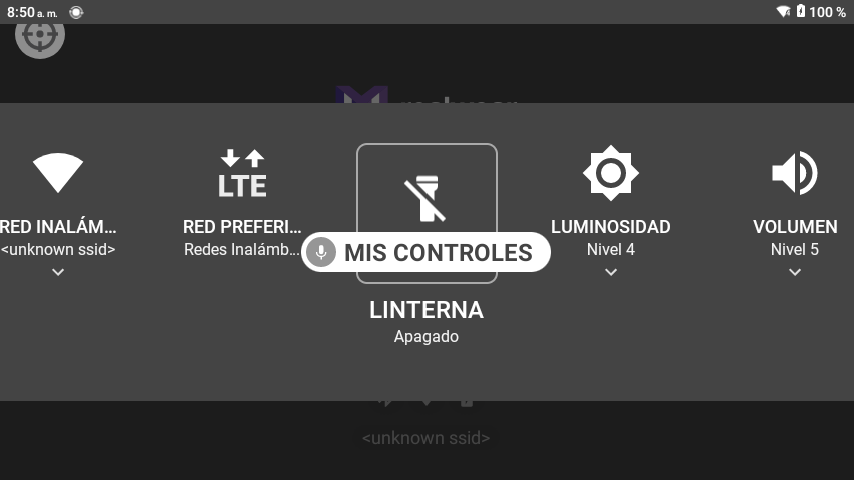 8:50 a. m.
100 %
RED INALÁM...
<unknown ssid>
RED PREFERI...
LTE
Redes Inalámb...
MIS CONTROLES
LINTERNA
Apagado
LUMINOSIDAD
Nivel 4
VOLUMEN
Nivel 5
<unknown ssid>